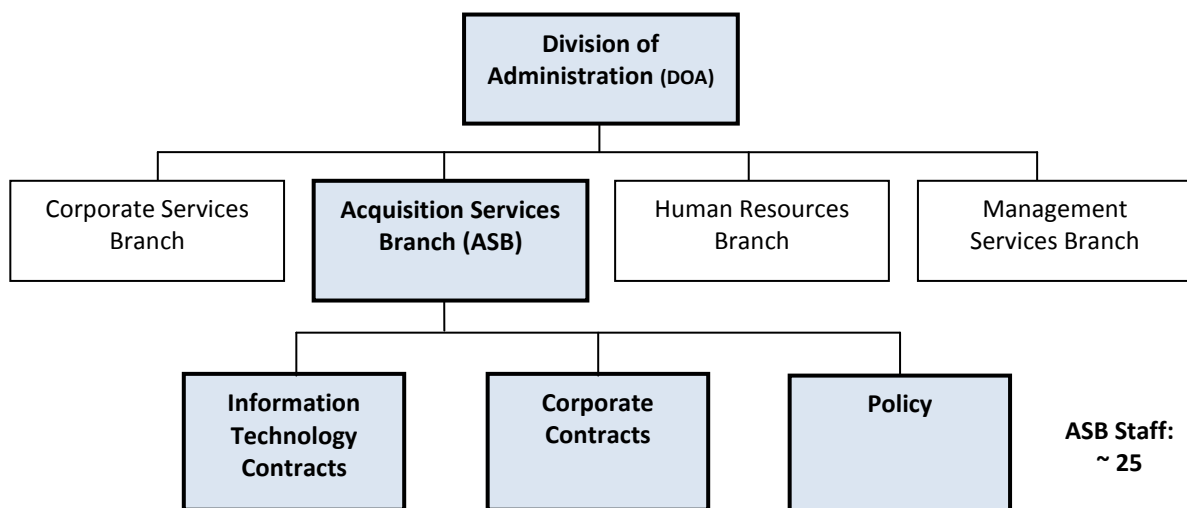 Division of
Administration (DOA)
Corporate Services
Branch
Acquisition Services
Branch (ASB)
Human Resources
Branch
Management
Services Branch
Information
Technology
Contracts
Corporate
Contracts
Policy
ASB Staff:
~ 25